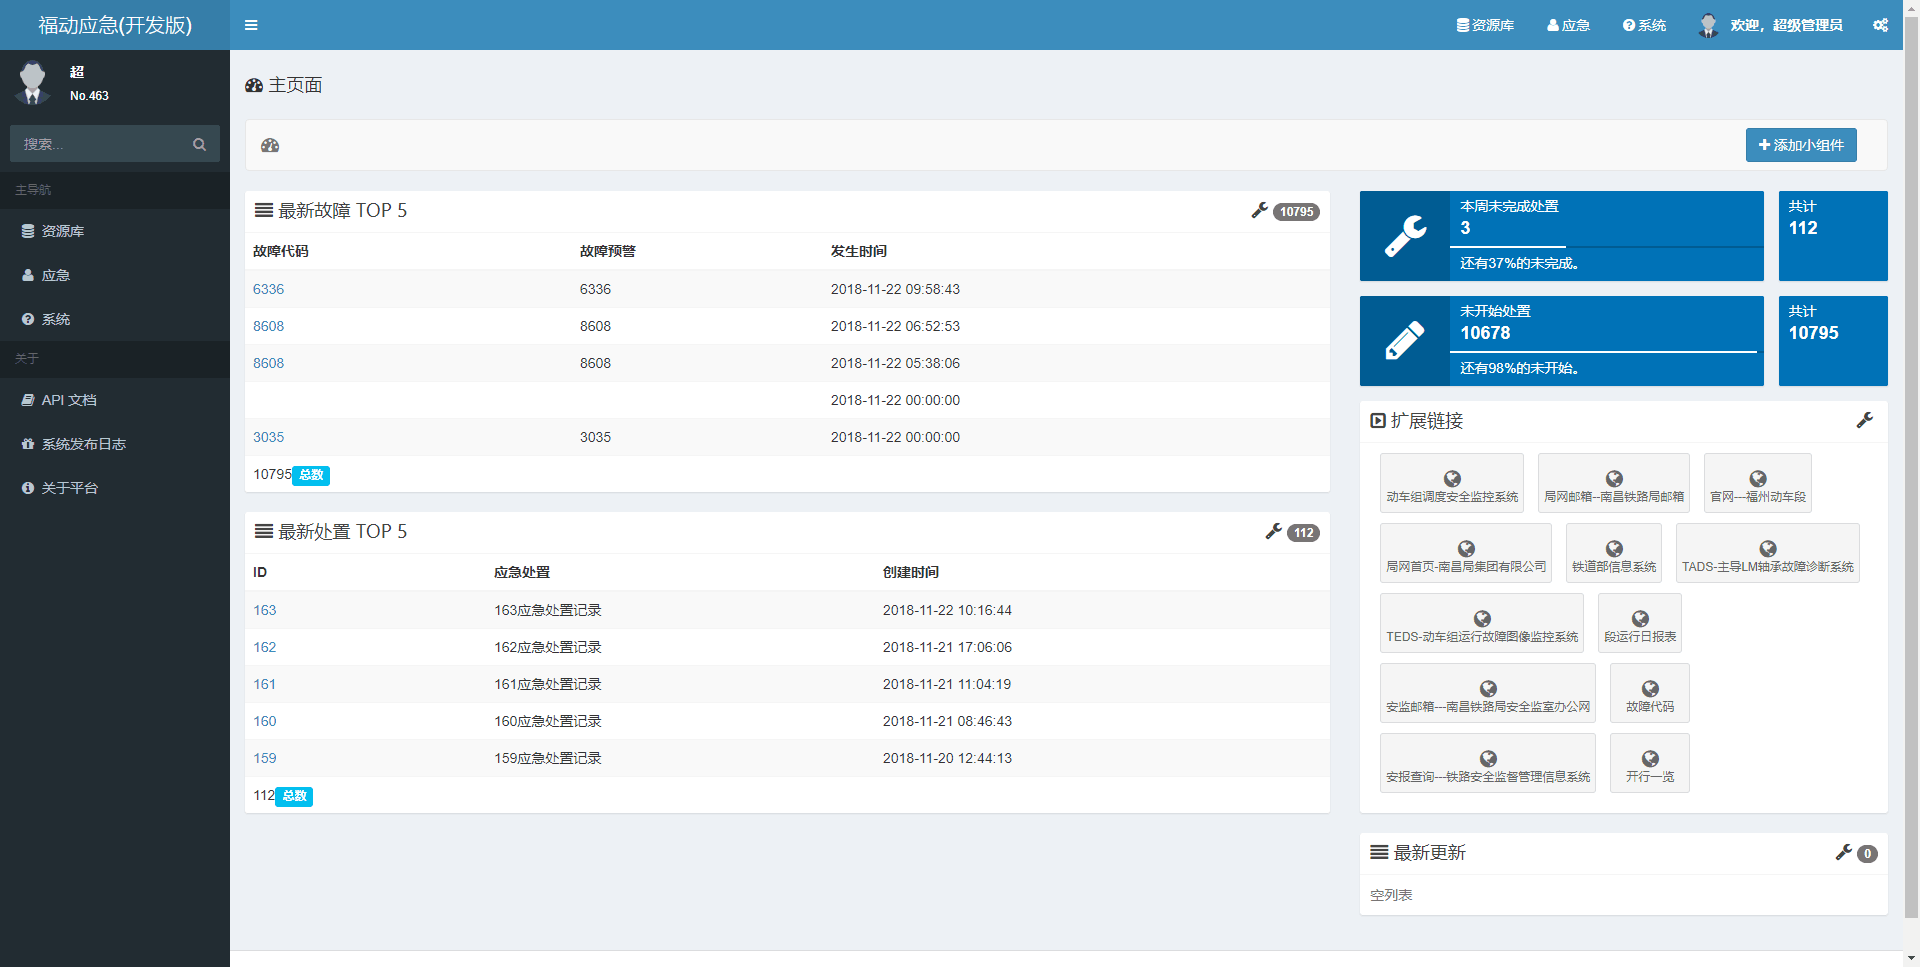 福动应急(开发版)
资源库 应急 系统 欢迎，超级管理员
超
No.463
搜索...
主导航
资源库
应急
系统
关于
API 文档
系统发布日志
关于平台
主页面
添加小组件
最新故障 TOP 5 10795
故障代码 故障预警 发生时间
6336 6336 2018-11-22 09:58:43
8608 8608 2018-11-22 06:52:53
8608 8608 2018-11-22 05:38:06
2018-11-22 00:00:00
3035 3035 2018-11-22 00:00:00
10795 总数
最新处置 TOP 5 112
ID 应急处置 创建时间
163 163应急处置记录 2018-11-22 10:16:44
162 162应急处置记录 2018-11-21 17:06:06
161 161应急处置记录 2018-11-21 11:04:19
160 160应急处置记录 2018-11-21 08:46:43
159 159应急处置记录 2018-11-20 12:44:13
112 总数
本周未完成处置
3
还有37%的未完成。
共计
112
未开始处置
10678
还有98%的未开始。
共计
10795
扩展链接
动车组调度安全监控系统 局网邮箱--南昌铁路局邮箱 官网---福州动车段
局网首页-南昌局集团有限公司 铁道部信息系统 TADS-主导LM轴承故障诊断系统
TEDS-动车组运行故障图像监控系统 段运行日报表
安监邮箱---南昌铁路局安全监室办公网 故障代码
安报查询---铁路安全监督管理信息系统 开行一览
最新更新 0
空列表